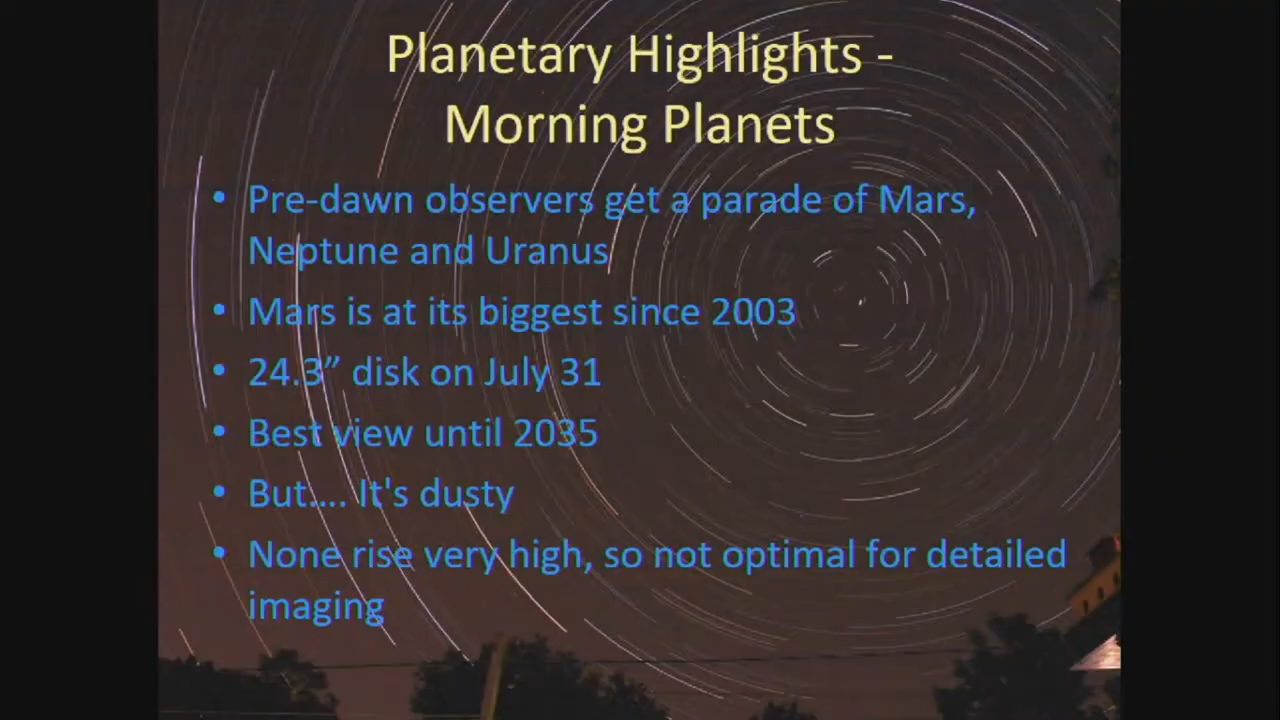 Planetary Highlights -
Morning Planets
• Pre-dawn observers get a parade of Mars,
Neptune and Uranus
• Mars is at its biggest since 2003
• 24.3” disk on July 31
• Best view until 2035
• But…. It's dusty
• None rise very high, so not optimal for detailed
imaging